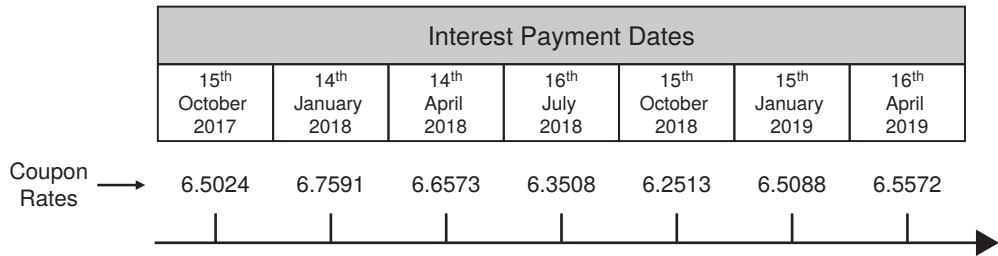 Interest Payment Dates
15th October 2017
14th January 2018
14th April 2018
16th July 2018
15th October 2018
15th January 2019
16th April 2019
Coupon Rates
6.5024 6.7591 6.6573 6.3508 6.2513 6.5088 6.5572